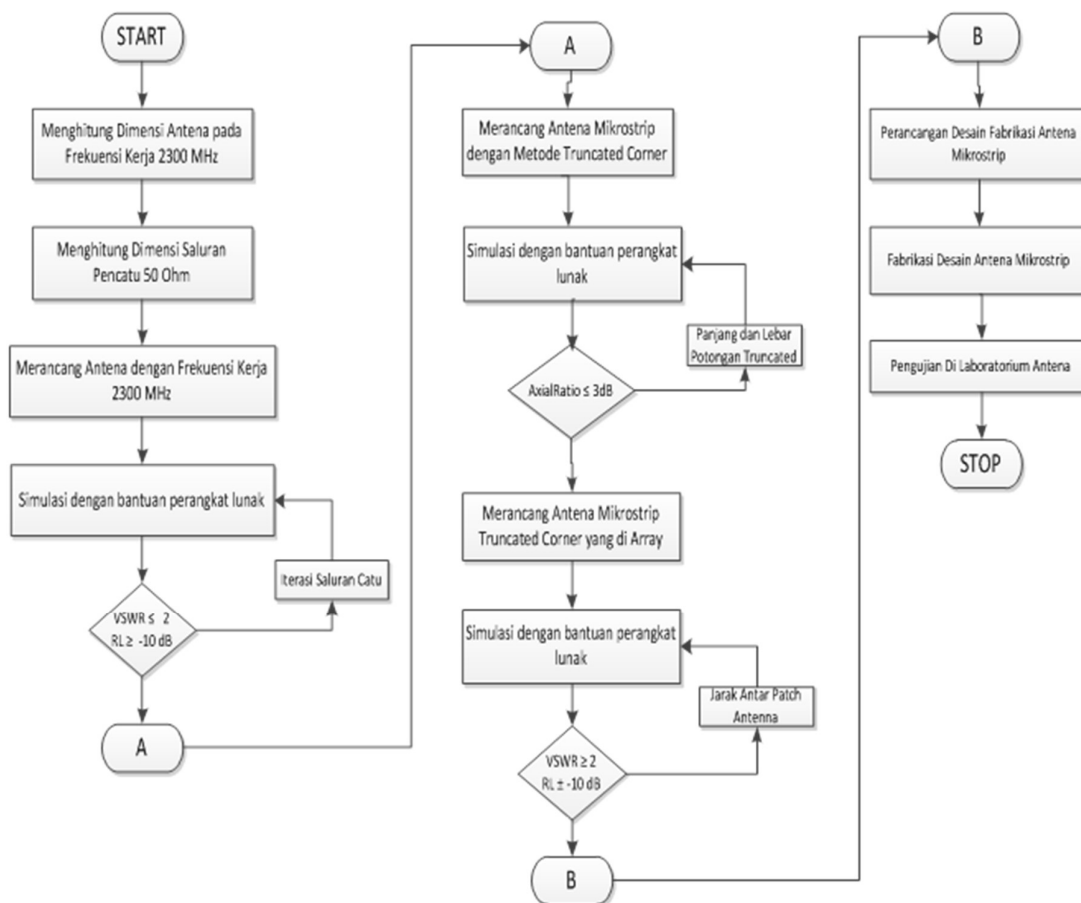 START
Menghitung Dimensi Antena pada
Frekuensi Kerja 2300 MHz
Menghitung Dimensi Saluran
Pencatu 50 Ohm
Merancang Antena dengan Frekuensi Kerja
2300 MHz
Simulasi dengan bantuan perangkat lunak
Iterasi Saluran Catu
VSWR ≤ 2
RL ≥ -10 dB
A
A
Merancang Antena Mikrostrip
dengan Metode Truncated Corner
Simulasi dengan bantuan perangkat
lunak
Panjang dan Lebar
Potongan Truncated
AxialRatio ≤ 3dB
Merancang Antena Mikrostrip
Truncated Corner yang di Array
Simulasi dengan bantuan perangkat
lunak
Jarak Antar Patch
Antenna
VSWR ≥ 2
RL ± -10 dB
B
B
Perancangan Desain Fabrikasi Antena
Mikrostrip
Fabrikasi Desain Antena Mikrostrip
Pengujian Di Laboratorium Antena
STOP